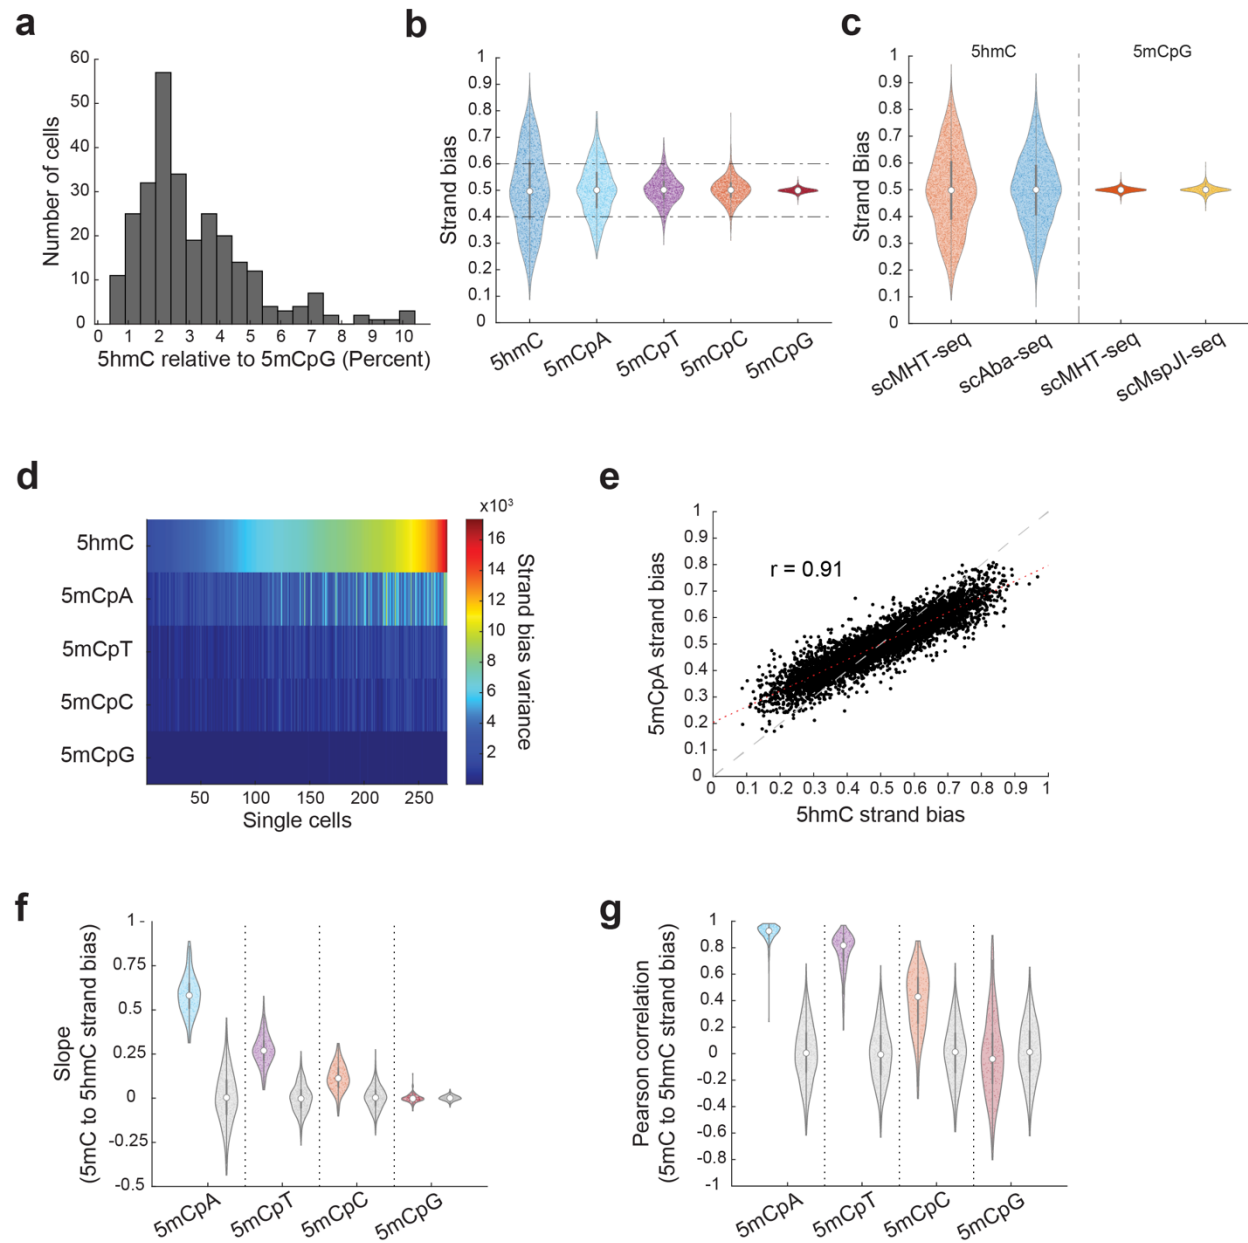 a
60
50
40
30
20
10
0
Number of cells
0 1 2 3 4 5 6 7 8 9 10
5hmC relative to 5mCpG (Percent)
b
1
0.9
0.8
0.7
0.6
0.5
0.4
0.3
0.2
0.1
0
Strand bias
5hmC 5mCpA 5mCpT 5mCpC 5mCpG
c
5hmC 5mCpG
1
0.9
0.8
0.7
0.6
0.5
0.4
0.3
0.2
0.1
0
Strand Bias
scMHT-seq scAba-seq scMHT-seq scMspJI-seq
d
5hmC
5mCpA
5mCpT
5mCpC
5mCpG
50 100 150 200 250
Single cells
x10³
16
14
12
10
8
6
4
2
Strand bias variance
e
r = 0.91
1
0.9
0.8
0.7
0.6
0.5
0.4
0.3
0.2
0.1
0
5mCpA strand bias
0 0.1 0.2 0.3 0.4 0.5 0.6 0.7 0.8 0.9 1
5hmC strand bias
f
1
0.75
0.5
0.25
0
-0.25
-0.5
Slope
(5mC to 5hmC strand bias)
5mCpA 5mCpT 5mCpC 5mCpG
g
1
0.8
0.6
0.4
0.2
0
-0.2
-0.4
-0.6
-0.8
-1
Pearson correlation
(5mC to 5hmC strand bias)
5mCpA 5mCpT 5mCpC 5mCpG